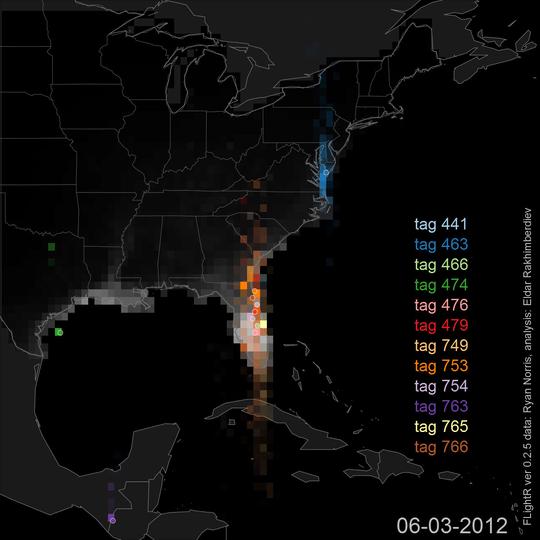 tag 441
tag 463
tag 466
tag 474
tag 476
tag 479
tag 749
tag 753
tag 754
tag 763
tag 765
tag 766
FLightR ver 0.2.5 data: Ryan Norris, analysis: Eldar Rakhimberdiev
06-03-2012